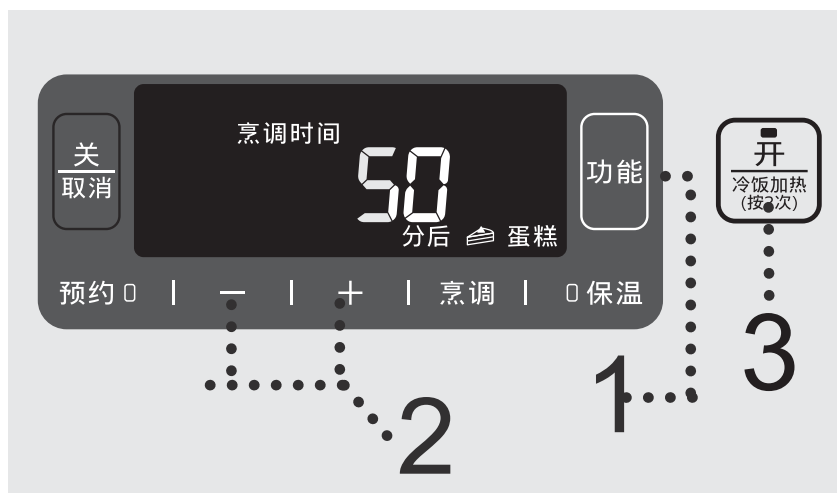 烹调时间
50
分后 蛋糕
关
取消
功能
预约 | − | + | 烹调 | 保温
开
冷饭加热
(按2次)
1
2
3